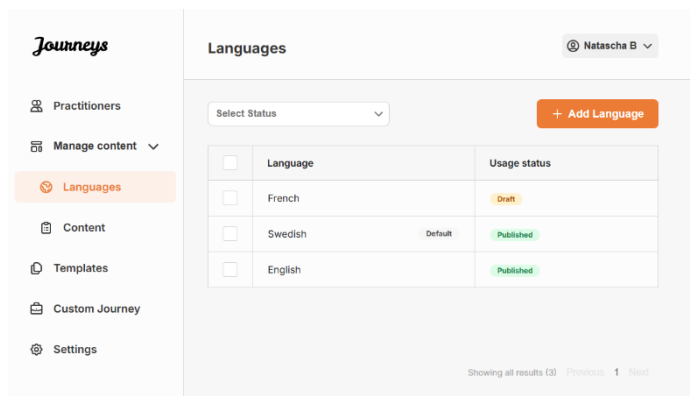 Journeys
Languages
Natascha B
Practitioners
Manage content
Languages
Content
Templates
Custom Journey
Settings
Select Status
+ Add Language
Language Usage status
French Draft
Swedish Default Published
English Published
Showing all results (3) Previous 1 Next